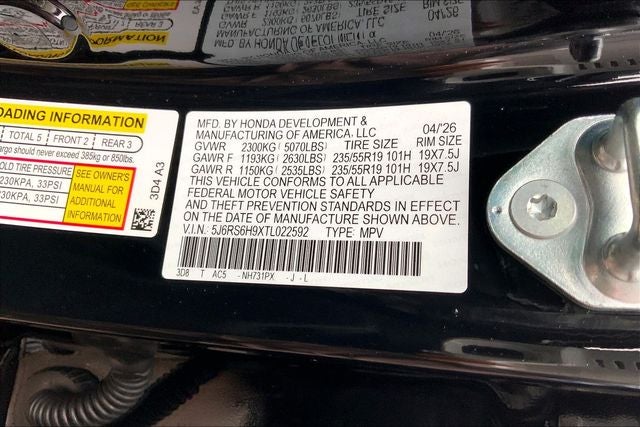 OADING INFORMATION
TOTAL 5 FRONT 2 REAR 3
argo should never exceed 385kg or 850lbs.
OLD TIRE PRESSURE
230KPA, 33PSI
230KPA, 33PSI
SEE OWNER'S
MANUAL FOR
ADDITIONAL
INFORMATION
3D4 A3
MFD. BY HONDA DEVELOPMENT & 04/'26
MANUFACTURING OF AMERICA, LLC
GVWR 2300KG ( 5070LBS) TIRE SIZE RIM SIZE
GAWR F 1193KG (2630LBS) 235/55R19 101H 19X7.5J
GAWR R 1150KG (2535LBS) 235/55R19 101H 19X7.5J
THIS VEHICLE CONFORMS TO ALL APPLICABLE
FEDERAL MOTOR VEHICLE SAFETY
AND THEFT PREVENTION STANDARDS IN EFFECT
ON THE DATE OF MANUFACTURE SHOWN ABOVE.
V.I.N.: 5J6RS6H9XTL022592 TYPE: MPV
3D8 T AC5 - NH731PX - J - L